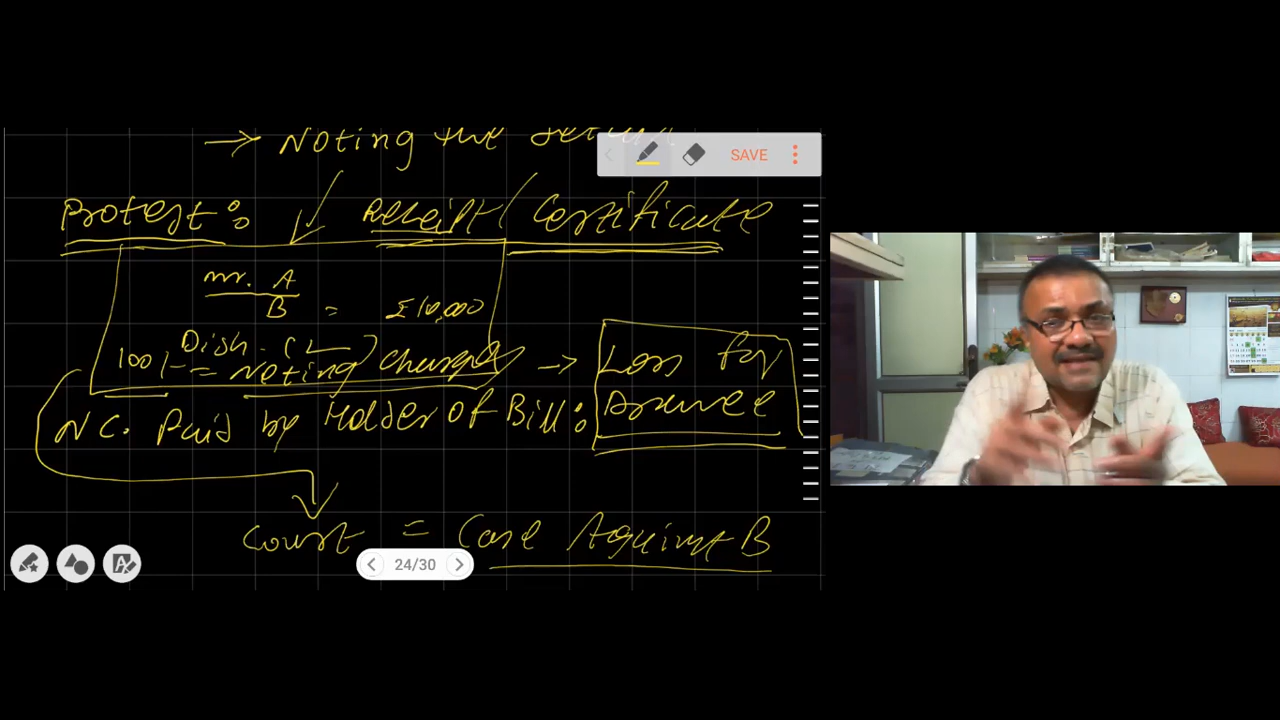 → Noting the
SAVE
Protest: Receipt / Certificate
Mr. A
B = £10,000
Dish. (L)
100/- = Noting Charges → Loss for
N C. Paid by Holder of Bill: Drawee
Court = Case Against B
24/30